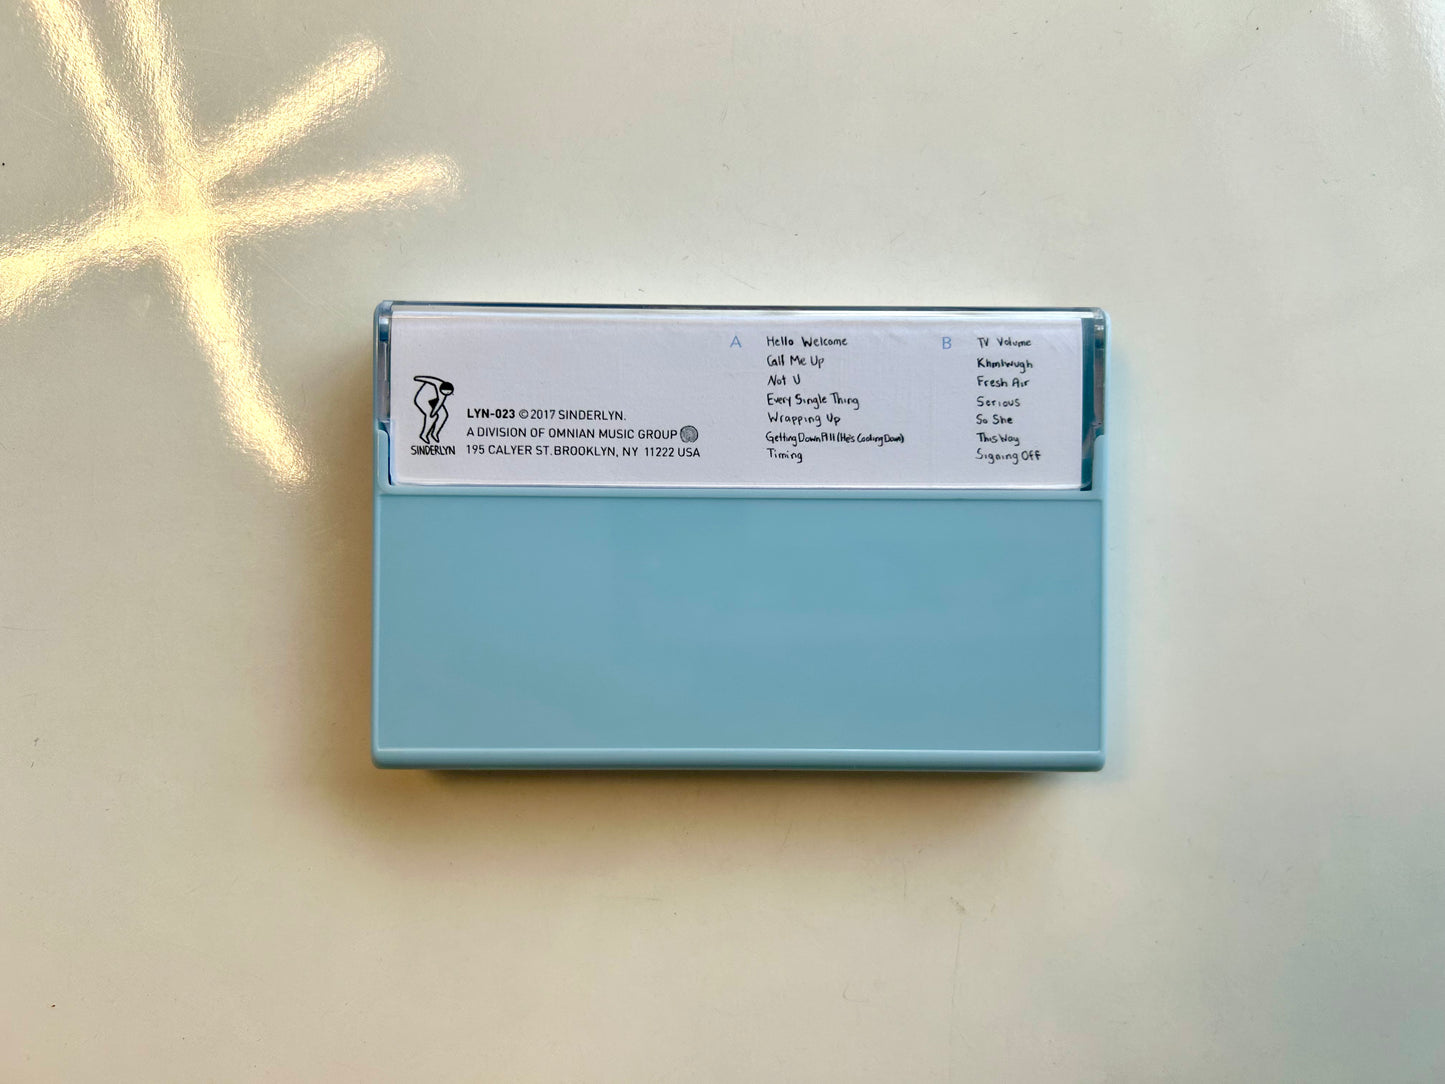 SINDERLYN
LYN-023 © 2017 SINDERLYN.
A DIVISION OF OMNIAN MUSIC GROUP
195 CALYER ST. BROOKLYN, NY 11222 USA
A
Hello Welcome
Call Me Up
Not U
Every Single Thing
Wrapping Up
Getting Down Pt II (He's Cooling Down)
Timing
B
TV Volume
Khmlwugh
Fresh Air
Serious
So She
This Way
Signing Off